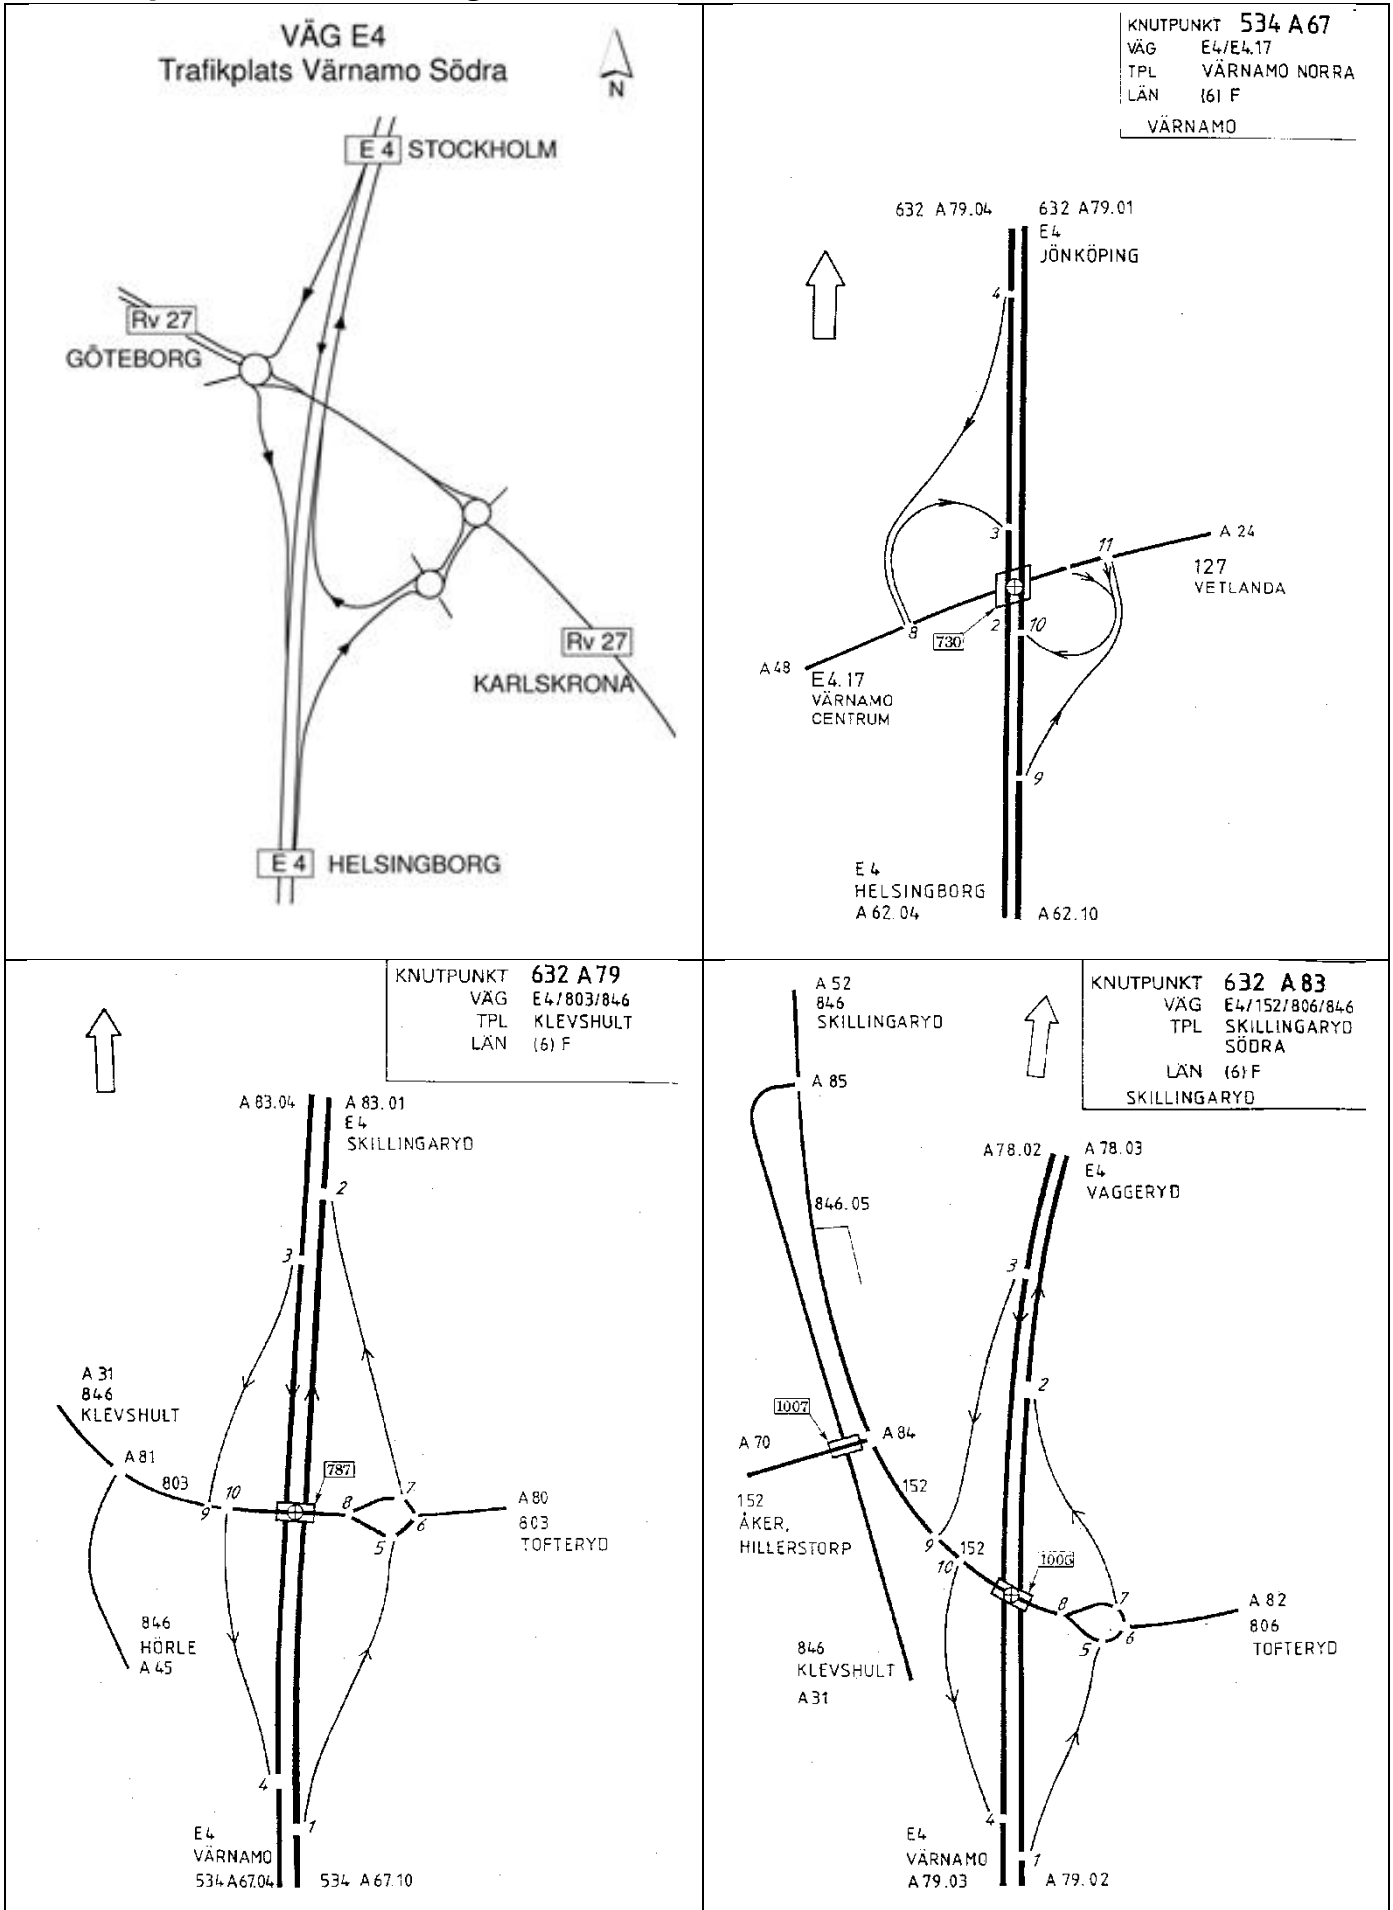 VÄG E4
Trafikplats Värnamo Södra
N
E 4 STOCKHOLM
Rv 27
GÖTEBORG
Rv 27
KARLSKRONA
E 4 HELSINGBORG
KNUTPUNKT 534 A 67
VÄG E4/E4.17
TPL VÄRNAMO NORRA
LÄN (6) F
VÄRNAMO
632 A79.04 632 A79.01
E4
JÖNKÖPING
4
3
11
A 24
127
VETLANDA
8
730
2
10
A 48
E4.17
VÄRNAMO
CENTRUM
9
E 4
HELSINGBORG
A 62.04 A 62.10
KNUTPUNKT 632 A 79
VÄG E4/803/846
TPL KLEVSHULT
LÄN (6) F
A 83.04 A 83.01
E4
SKILLINGARYD
2
3
A 31
846
KLEVSHULT
A 81
803
9
10
787
8
7
6
5
A 80
803
TOFTERYD
846
HÖRLE
A 45
4
1
E4
VÄRNAMO
534 A67.04 534 A67.10
KNUTPUNKT 632 A 83
VÄG E4/152/806/846
TPL SKILLINGARYD
SÖDRA
LÄN (6) F
SKILLINGARYD
A 52
846
SKILLINGARYD
A 85
A78.02 A 78.03
E4
VAGGERYD
846.05
3
2
1007
A 70
A 84
152
152
ÅKER,
HILLERSTORP
9
152
10
1006
8
7
6
5
A 82
806
TOFTERYD
846
KLEVSHULT
A31
4
1
E4
VÄRNAMO
A79.03 A 79.02